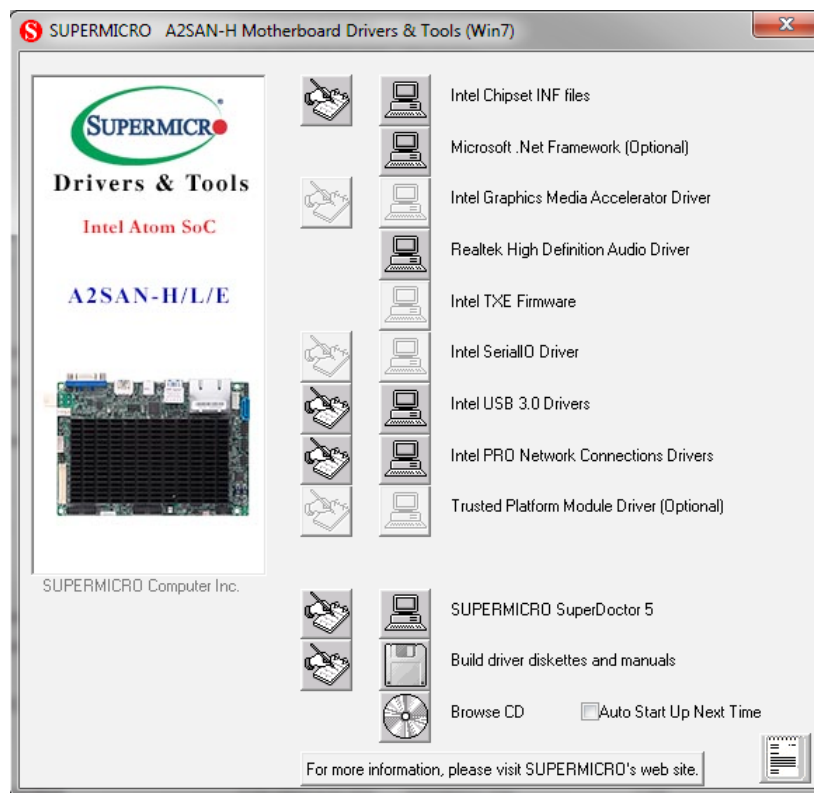 SUPERMICRO A2SAN-H Motherboard Drivers & Tools (Win7)
SUPERMICRO
Drivers & Tools
Intel Atom SoC
A2SAN-H/L/E
SUPERMICRO Computer Inc.
Intel Chipset INF files
Microsoft .Net Framework (Optional)
Intel Graphics Media Accelerator Driver
Realtek High Definition Audio Driver
Intel TXE Firmware
Intel SerialIO Driver
Intel USB 3.0 Drivers
Intel PRO Network Connections Drivers
Trusted Platform Module Driver (Optional)
SUPERMICRO SuperDoctor 5
Build driver diskettes and manuals
Browse CD
Auto Start Up Next Time
For more information, please visit SUPERMICRO's web site.